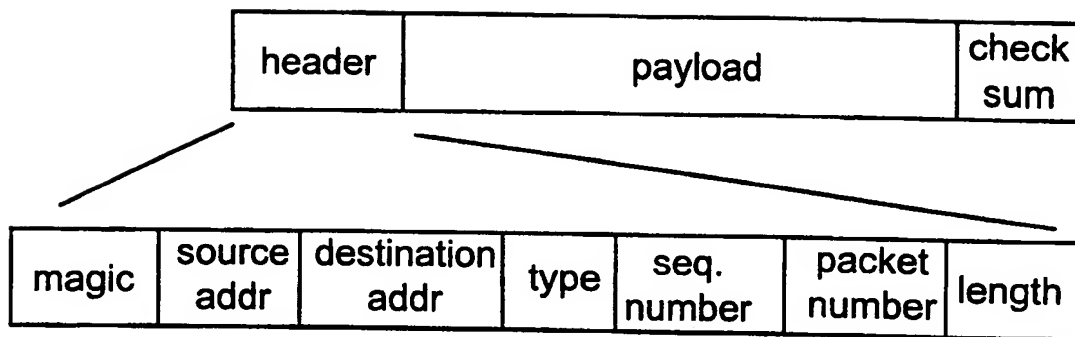 header
payload
check
sum
magic
source
addr
destination
addr
type
seq.
number
packet
number
length